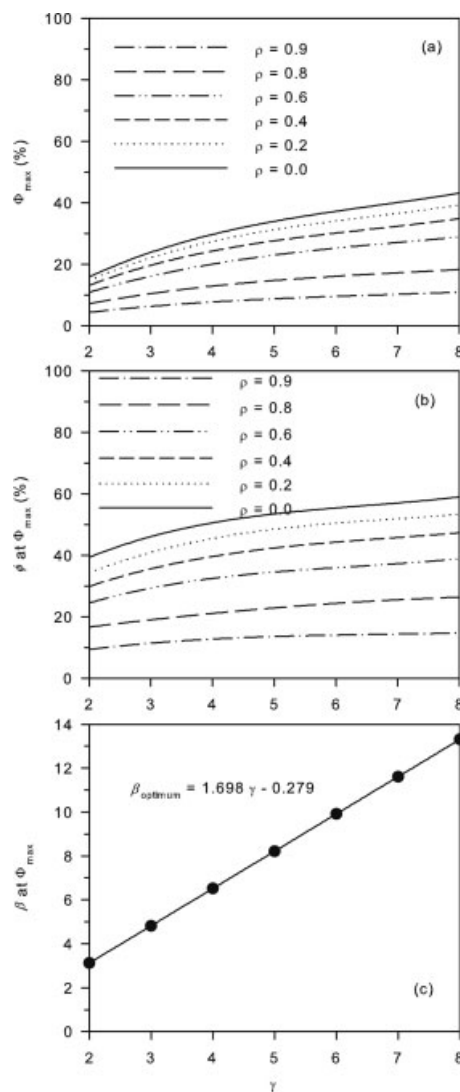 100
(a)
ρ = 0.9
80
ρ = 0.8
ρ = 0.6
60
ρ = 0.4
ρ = 0.2
40
ρ = 0.0
20
0
Φmax (%)
2 3 4 5 6 7 8
100
ρ = 0.9
(b)
80
ρ = 0.8
ρ = 0.6
60
ρ = 0.4
ρ = 0.2
ρ = 0.0
40
20
0
ϕ at Φmax (%)
2 3 4 5 6 7 8
14
12
βoptimum = 1.698 γ - 0.279
10
8
6
4
2
(c)
0
β at Φmax
2 3 4 5 6 7 8
γ